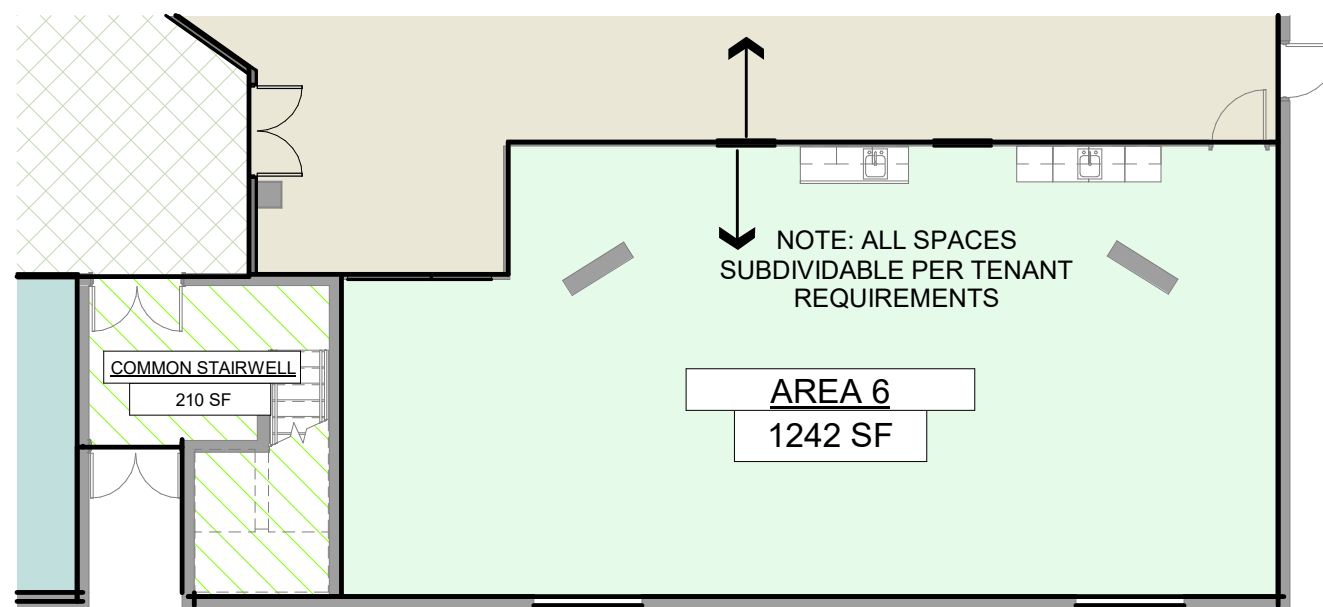 NOTE: ALL SPACES
SUBDIVIDABLE PER TENANT
REQUIREMENTS
COMMON STAIRWELL
210 SF
AREA 6
1242 SF